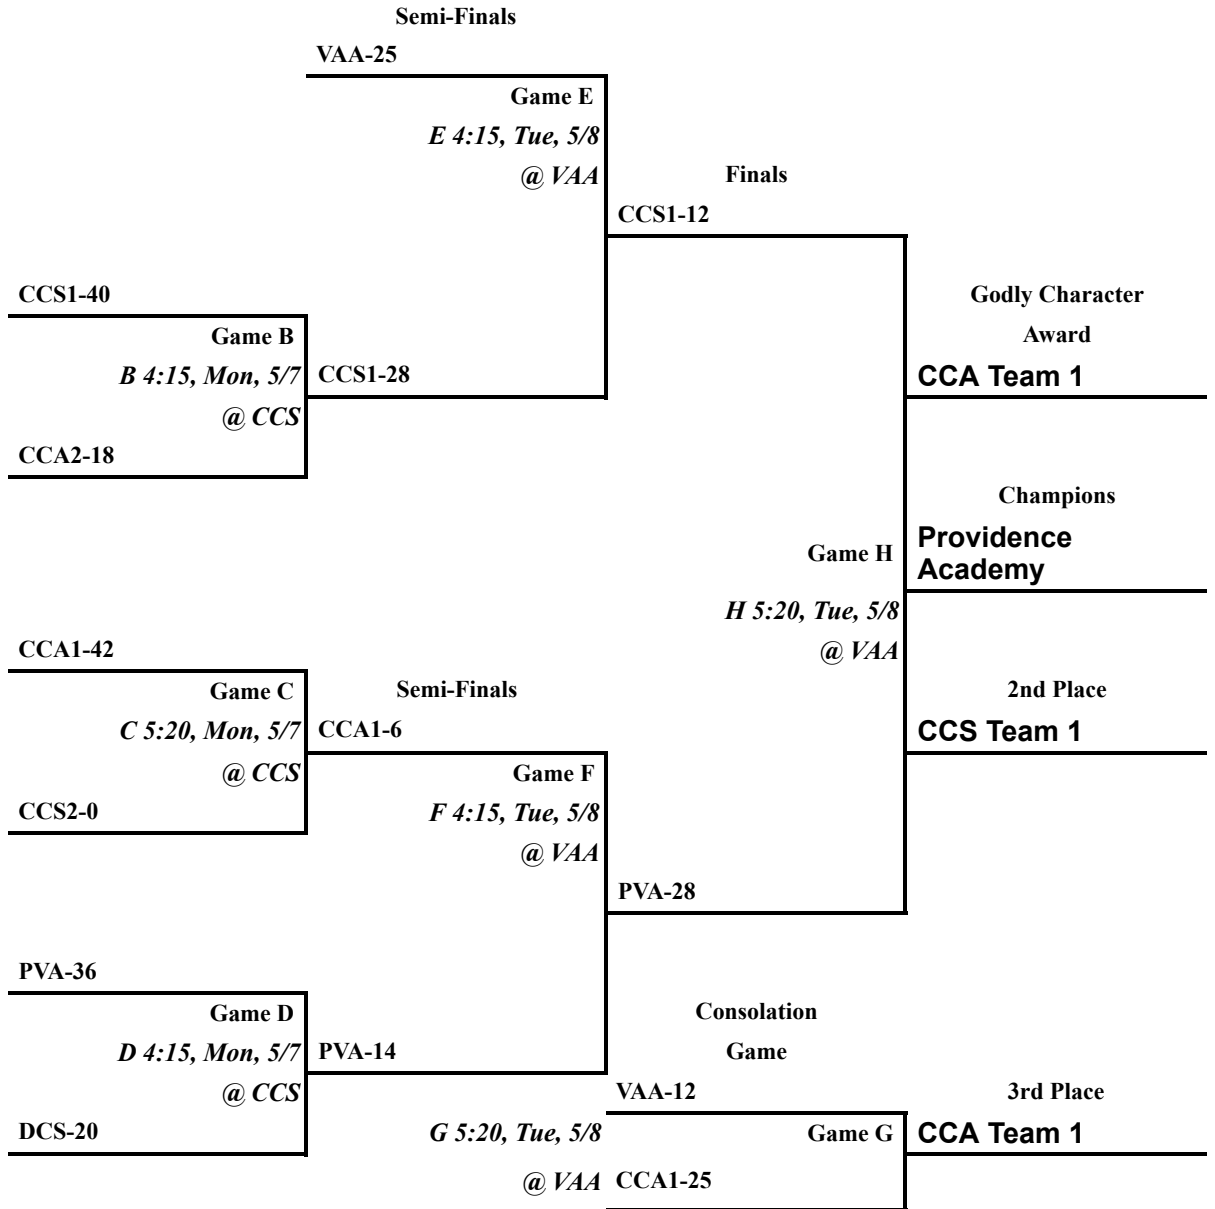 Semi-Finals
VAA-25
Game E
E 4:15, Tue, 5/8
@ VAA
Finals
CCS1-12
CCS1-40
Godly Character
Game B
Award
B 4:15, Mon, 5/7
CCS1-28
CCA Team 1
@ CCS
CCA2-18
Champions
Providence
Academy
Game H
H 5:20, Tue, 5/8
@ VAA
CCA1-42
Game C
Semi-Finals
2nd Place
C 5:20, Mon, 5/7
CCA1-6
CCS Team 1
@ CCS
Game F
CCS2-0
F 4:15, Tue, 5/8
@ VAA
PVA-28
PVA-36
Game D
Consolation
D 4:15, Mon, 5/7
PVA-14
Game
@ CCS
VAA-12
3rd Place
DCS-20
G 5:20, Tue, 5/8
Game G
CCA Team 1
@ VAA
CCA1-25